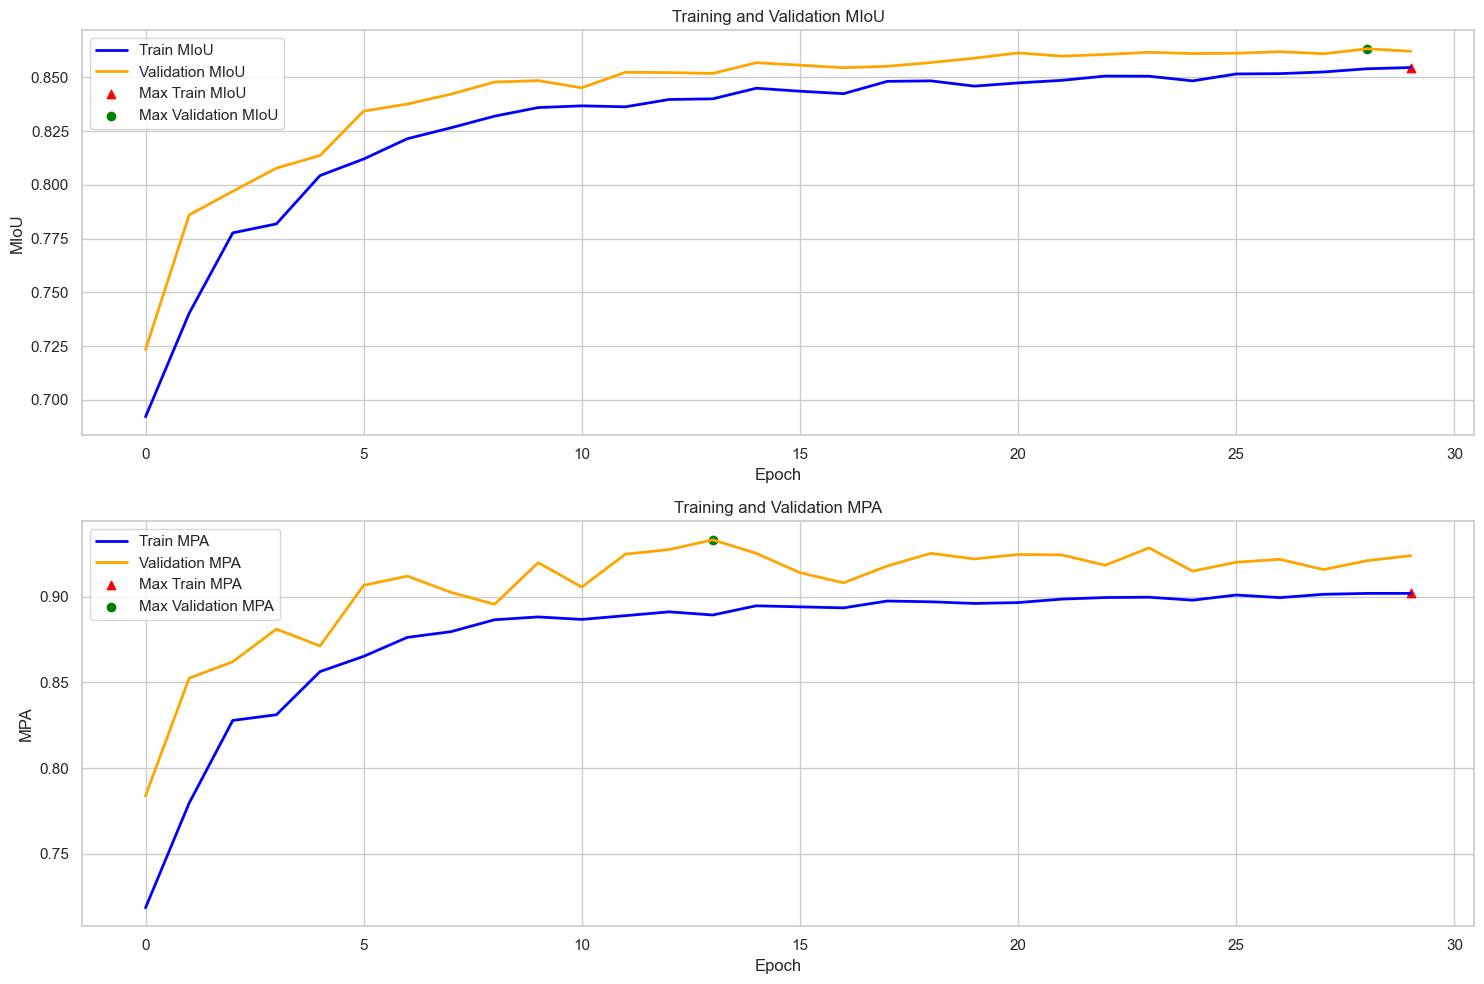 Training and Validation MIoU
Train MIoU
Validation MIoU
Max Train MIoU
Max Validation MIoU
0.850
0.825
0.800
0.775
0.750
0.725
0.700
MIoU
0 5 10 15 20 25 30
Epoch
Training and Validation MPA
Train MPA
Validation MPA
Max Train MPA
Max Validation MPA
0.90
0.85
0.80
0.75
MPA
0 5 10 15 20 25 30
Epoch